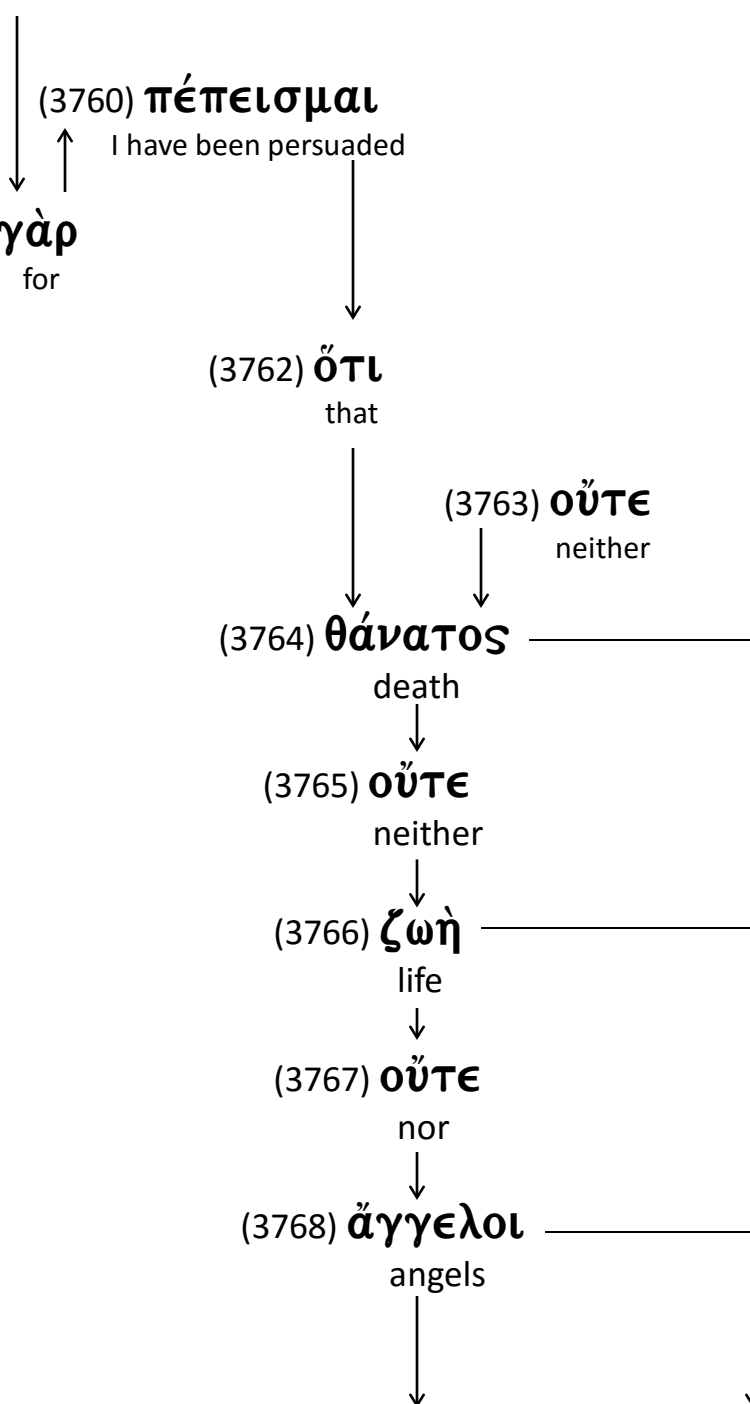 (3760) πέπεισμαι
I have been persuaded
γὰρ
for
(3762) ὅτι
that
(3763) οὔτε
neither
(3764) θάνατος
death
(3765) οὔτε
neither
(3766) ζωὴ
life
(3767) οὔτε
nor
(3768) ἄγγελοι
angels